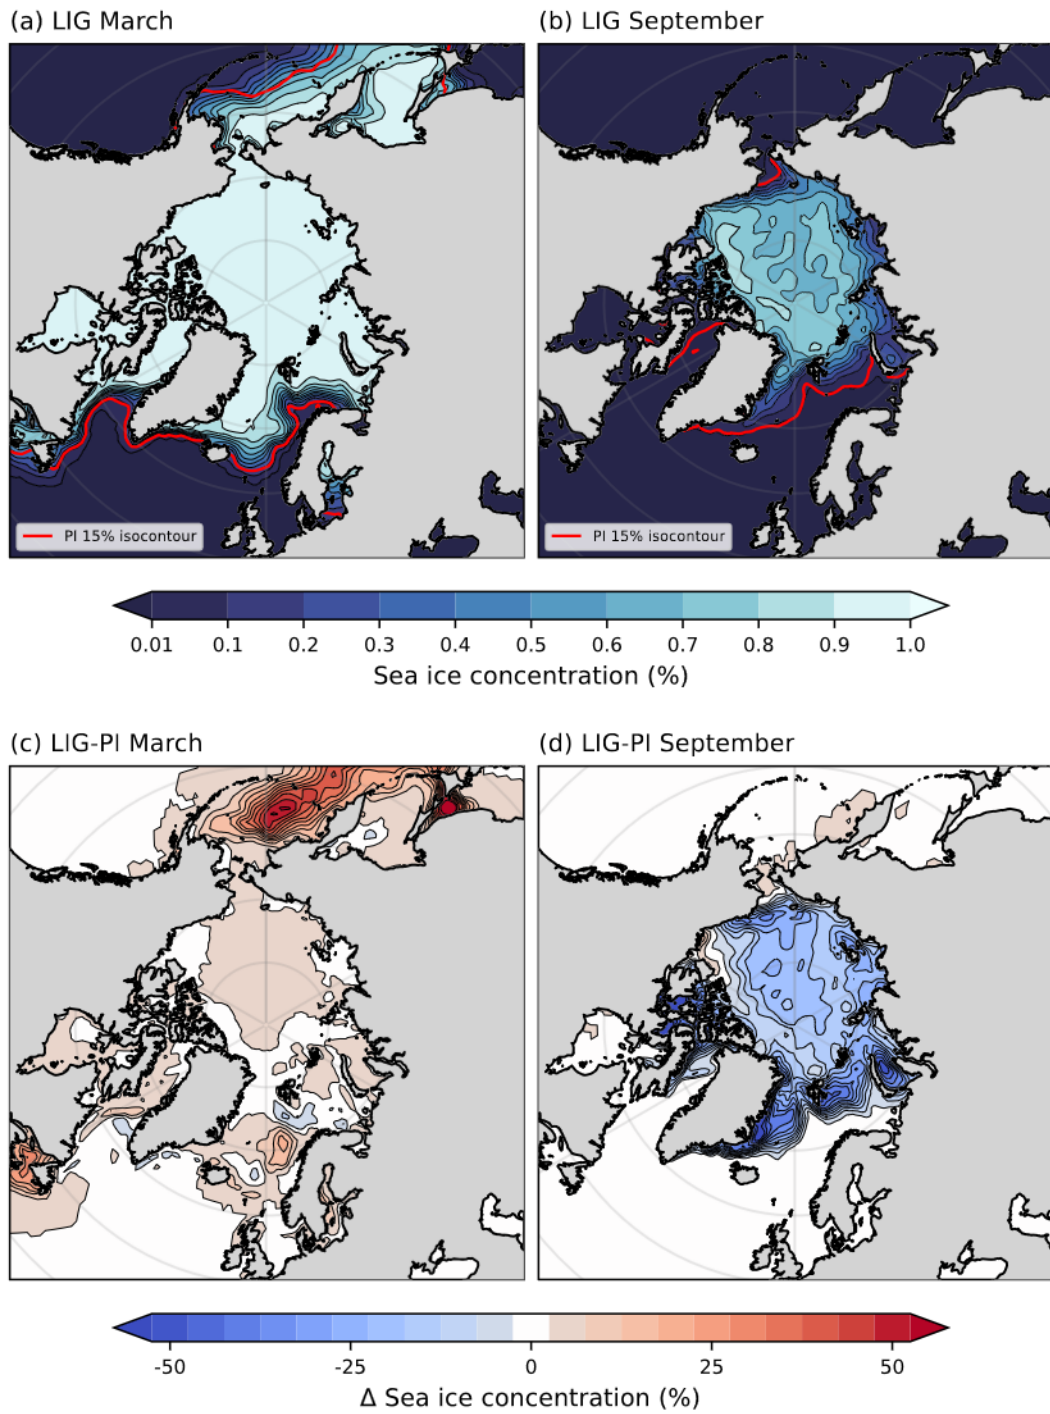 (a) LIG March
(b) LIG September
PI 15% isocontour
PI 15% isocontour
0.01 0.1 0.2 0.3 0.4 0.5 0.6 0.7 0.8 0.9 1.0
Sea ice concentration (%)
(c) LIG-PI March
(d) LIG-PI September
-50 -25 0 25 50
Δ Sea ice concentration (%)